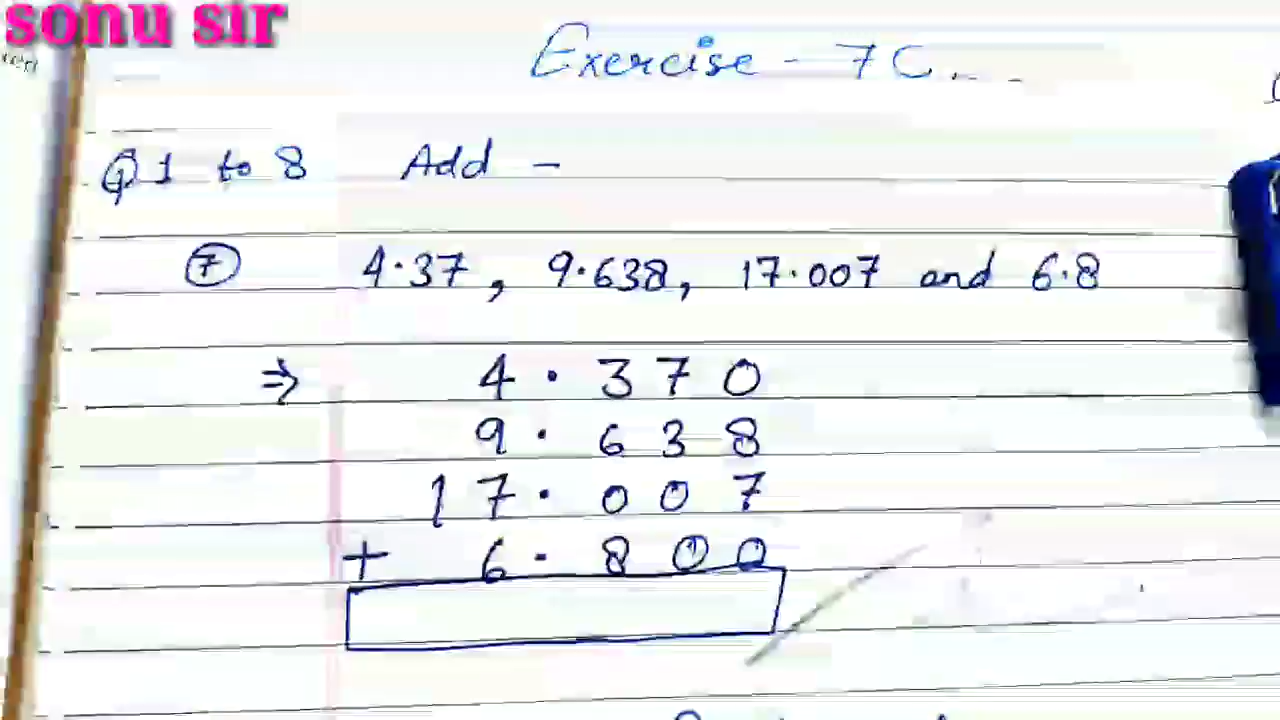 sonu sir
Exercise - 7C...
Q 1 to 8 Add -
⑦ 4·37, 9·638, 17·007 and 6·8
⇒ 4·370
9·638
17·007
+ 6·800